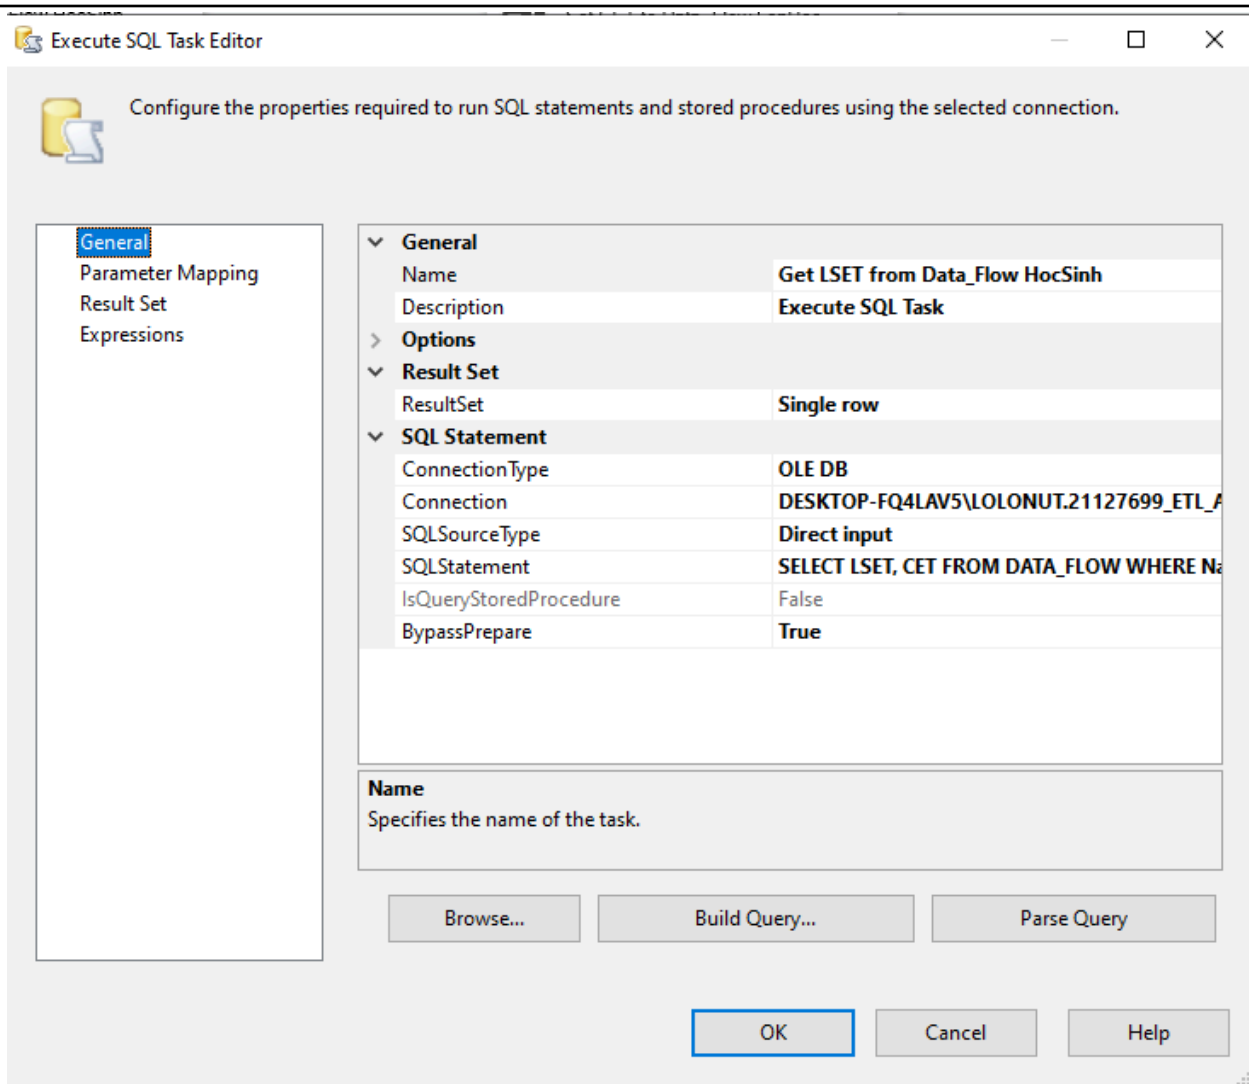 Execute SQL Task Editor
Configure the properties required to run SQL statements and stored procedures using the selected connection.
General
Parameter Mapping
Result Set
Expressions
General
Name Get LSET from Data_Flow HocSinh
Description Execute SQL Task
Options
Result Set
ResultSet Single row
SQL Statement
ConnectionType OLE DB
Connection DESKTOP-FQ4LAV5\LOLONUT.21127699_ETL_A
SQLSourceType Direct input
SQLStatement SELECT LSET, CET FROM DATA_FLOW WHERE Na
IsQueryStoredProcedure False
BypassPrepare True
Name
Specifies the name of the task.
Browse... Build Query... Parse Query
OK Cancel Help